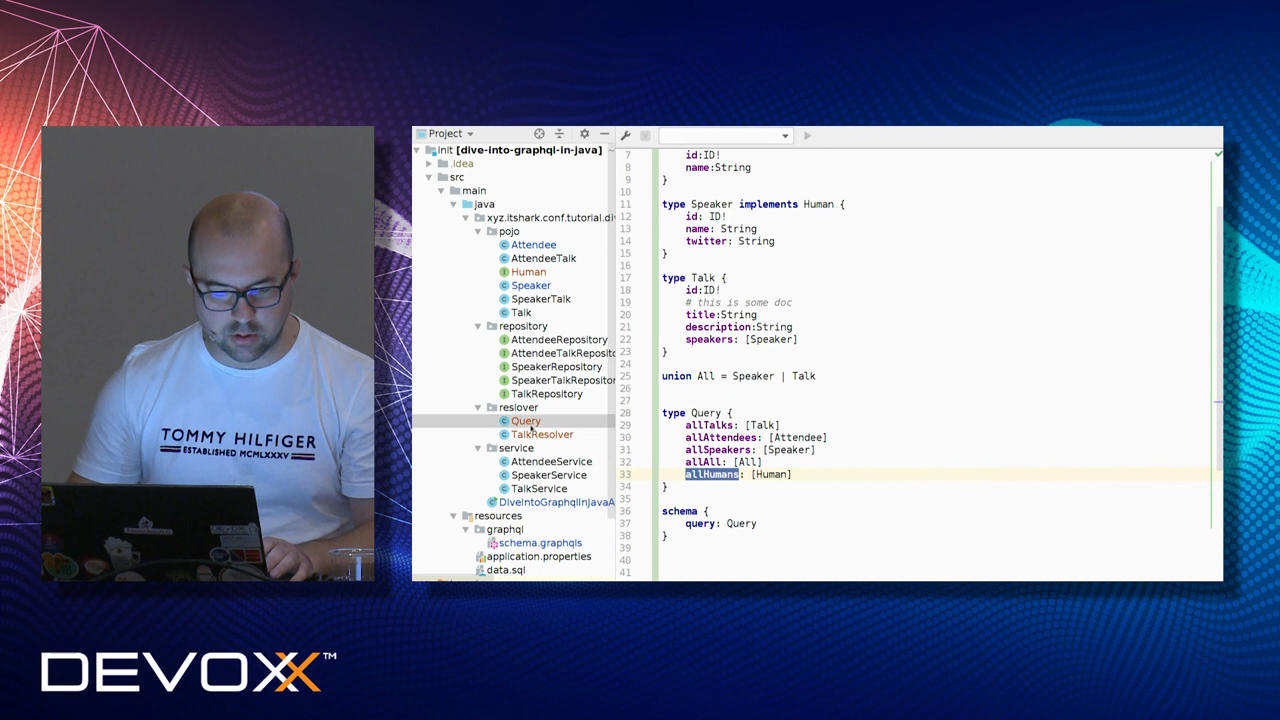 TOMMY HILFIGER
ESTABLISHED MCMLXXXV
DEVOXX™
Project
init [dive-into-graphql-in-java]
.idea
src
main
java
xyz.itshark.conf.tutorial.di
pojo
Attendee
AttendeeTalk
Human
Speaker
SpeakerTalk
Talk
repository
AttendeeRepository
AttendeeTalkReposito
SpeakerRepository
SpeakerTalkRepositor
TalkRepository
reslover
Query
TalkResolver
service
AttendeeService
SpeakerService
TalkService
DiveIntoGraphqlInJavaA
resources
graphql
schema.graphqls
application.properties
data.sql
7 id:ID!
8 name:String
9 }
10
11 type Speaker implements Human {
12 id: ID!
13 name: String
14 twitter: String
15 }
16
17 type Talk {
18 id:ID!
19 # this is some doc
20 title:String
21 description:String
22 speakers: [Speaker]
23 }
24
25 union All = Speaker | Talk
26
27
28 type Query {
29 allTalks: [Talk]
30 allAttendees: [Attendee]
31 allSpeakers: [Speaker]
32 allAll: [All]
33 allHumans: [Human]
34 }
35
36 schema {
37 query: Query
38 }
39
40
41